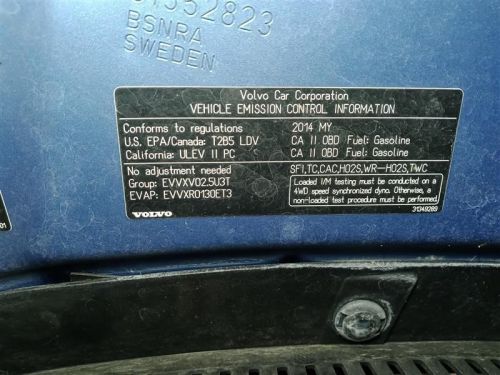 BSNRA
SWEDEN
Volvo Car Corporation
VEHICLE EMISSION CONTROL INFORMATION
Conforms to regulations: 2014 MY
U.S. EPA/Canada: T2B5 LDV CA II OBD Fuel: Gasoline
California: ULEV II PC CA II OBD Fuel: Gasoline
No adjustment needed SFI,TC,CAC,HO2S,WR-HO2S,TWC
Group: EVVXV02.5U3T
EVAP: EVVXR0130ET3
Loaded I/M testing must be conducted on a
4WD speed synchronized dyno. Otherwise, a
non-loaded test procedure must be performed.
VOLVO
31349289